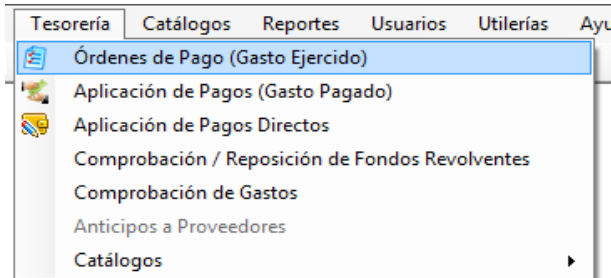 Tesorería Catálogos Reportes Usuarios Utilerías Ayu
Órdenes de Pago (Gasto Ejercido)
Aplicación de Pagos (Gasto Pagado)
Aplicación de Pagos Directos
Comprobación / Reposición de Fondos Revolventes
Comprobación de Gastos
Anticipos a Proveedores
Catálogos